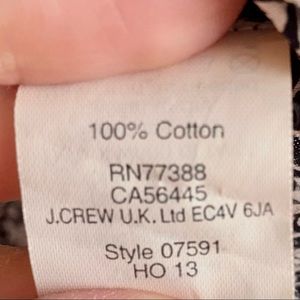 100% Cotton
RN77388
CA56445
J.CREW U.K. Ltd EC4V 6JA
Style 07591
HO 13